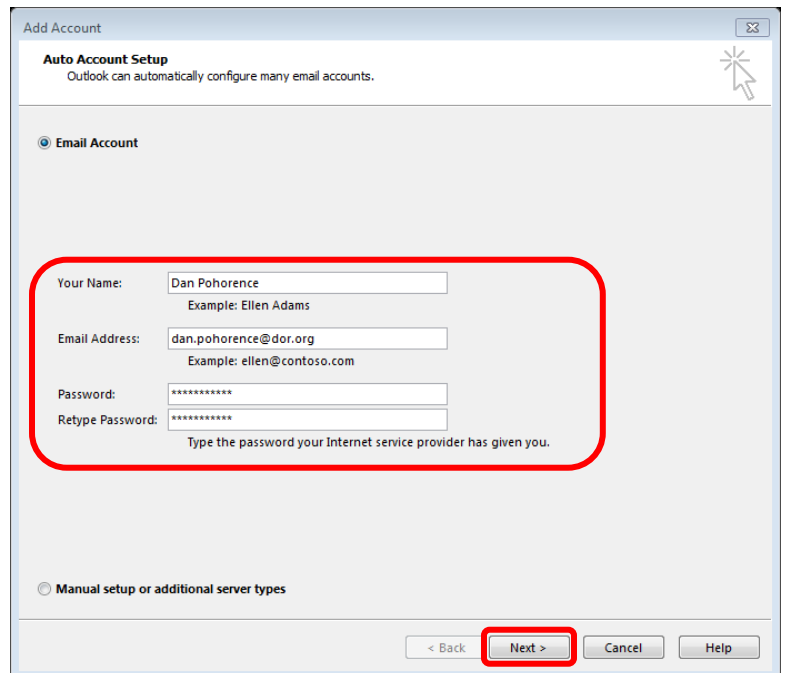 Add Account
Auto Account Setup
Outlook can automatically configure many email accounts.
Email Account
Your Name: Dan Pohorence
Example: Ellen Adams
Email Address: dan.pohorence@dor.org
Example: ellen@contoso.com
Password: ***********
Retype Password: ***********
Type the password your Internet service provider has given you.
Manual setup or additional server types
< Back Next > Cancel Help